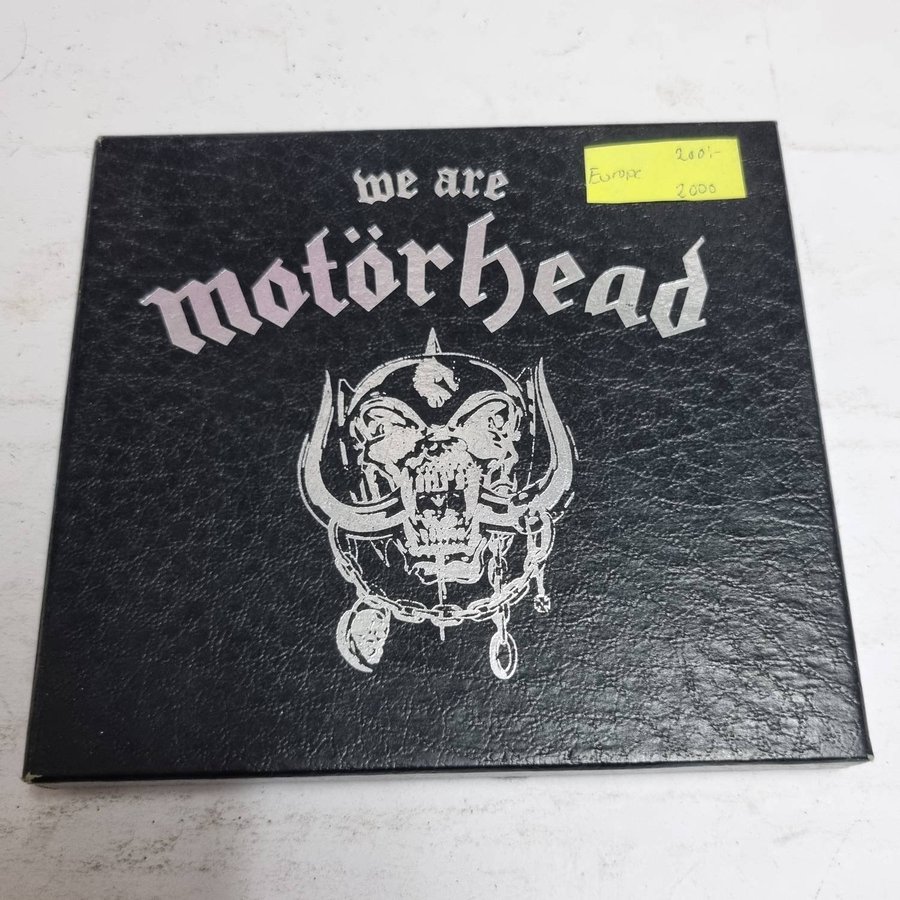 we are
motörhead
200:-
Europe
2000